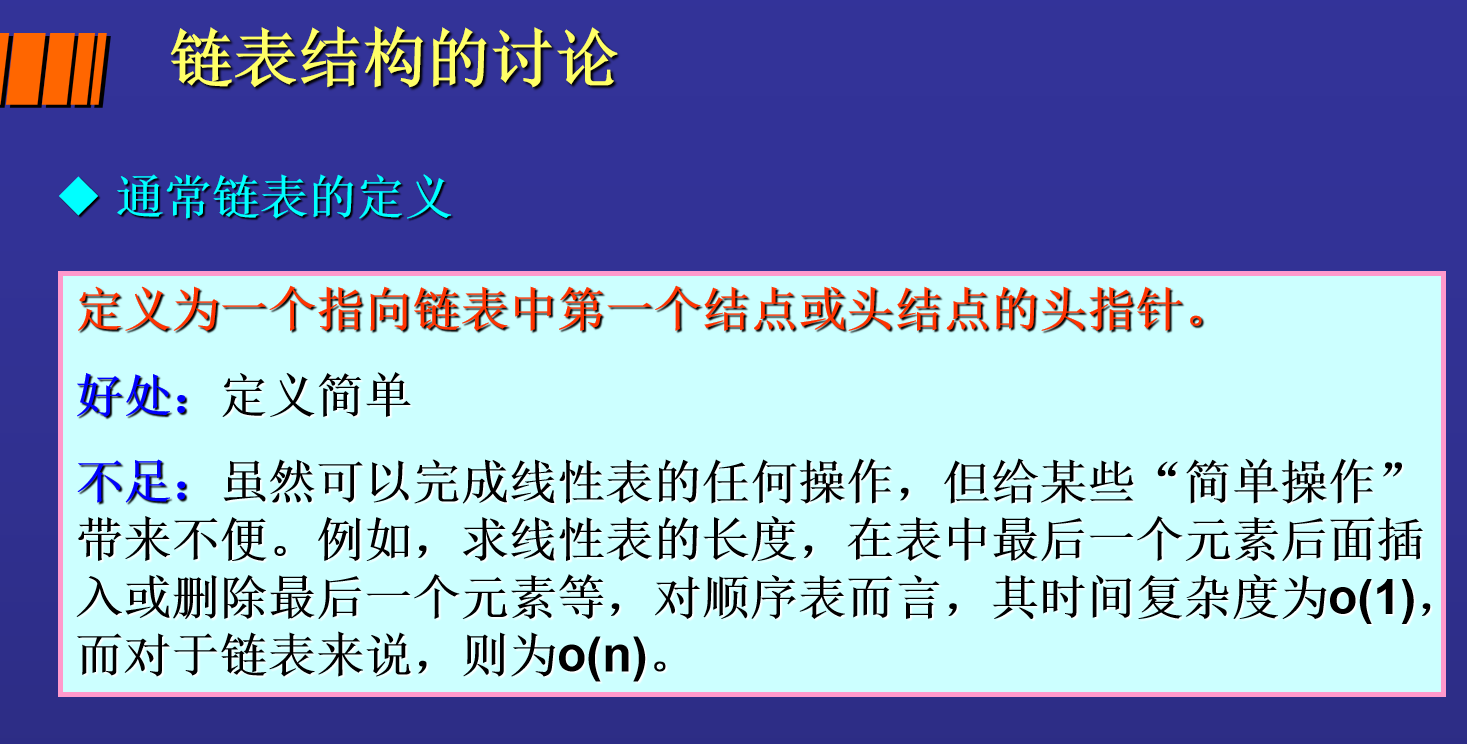 链表结构的讨论
通常链表的定义
定义为一个指向链表中第一个结点或头结点的头指针。
好处：定义简单
不足：虽然可以完成线性表的任何操作，但给某些“简单操作”
带来不便。例如，求线性表的长度，在表中最后一个元素后面插
入或删除最后一个元素等，对顺序表而言，其时间复杂度为o(1)，
而对于链表来说，则为o(n)。